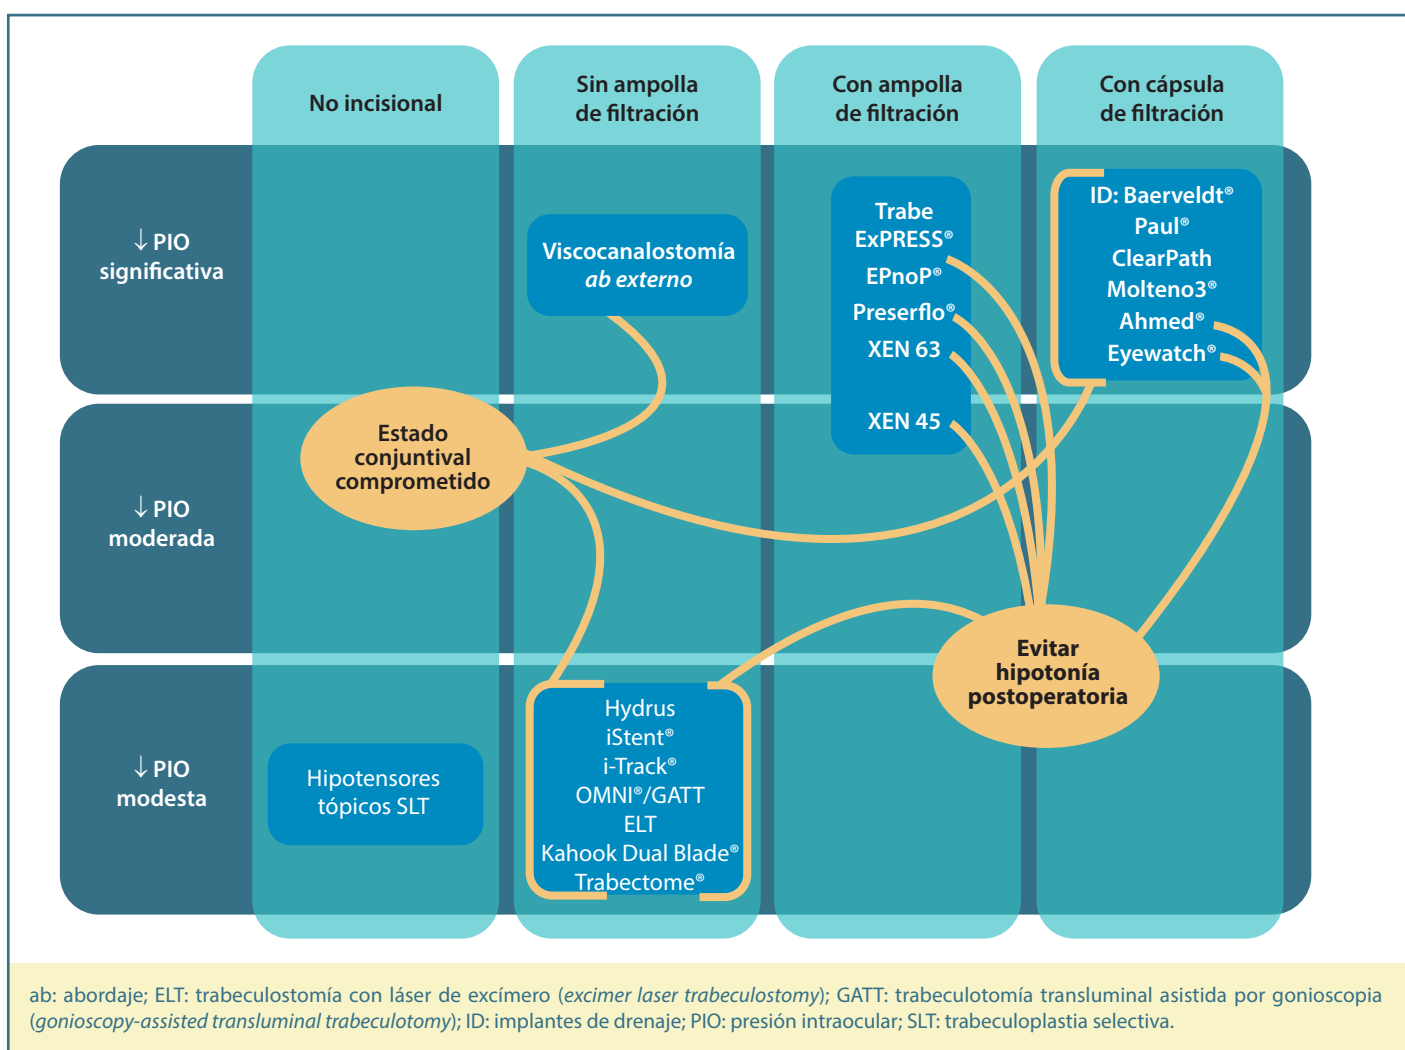 No incisional
Sin ampolla
de filtración
Con ampolla
de filtración
Con cápsula
de filtración
↓ PIO
significativa
Viscocanalostomía
ab externo
Trabe
ExPRESS®
EPnoP®
Preserflo®
XEN 63
XEN 45
ID: Baerveldt®
Paul®
ClearPath
Molteno3®
Ahmed®
Eyewatch®
↓ PIO
moderada
Estado
conjuntival
comprometido
Evitar
hipotonía
postoperatoria
↓ PIO
modesta
Hipotensores
tópicos SLT
Hydrus
iStent®
i-Track®
OMNI®/GATT
ELT
Kahook Dual Blade®
Trabectome®
ab: abordaje; ELT: trabeculostomía con láser de excímero (excimer laser trabeculostomy); GATT: trabeculotomía transluminal asistida por gonioscopia
(gonioscopy-assisted transluminal trabeculotomy); ID: implantes de drenaje; PIO: presión intraocular; SLT: trabeculoplastia selectiva.